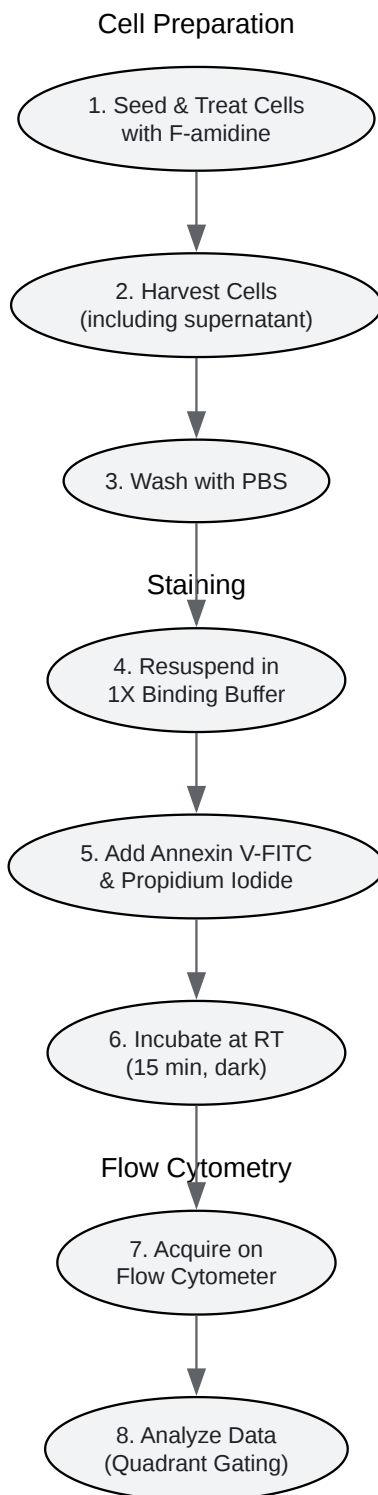 Cell Preparation
1. Seed & Treat Cells
with F-amidine
2. Harvest Cells
(including supernatant)
3. Wash with PBS
Staining
4. Resuspend in
1X Binding Buffer
5. Add Annexin V-FITC
& Propidium Iodide
6. Incubate at RT
(15 min, dark)
Flow Cytometry
7. Acquire on
Flow Cytometer
8. Analyze Data
(Quadrant Gating)